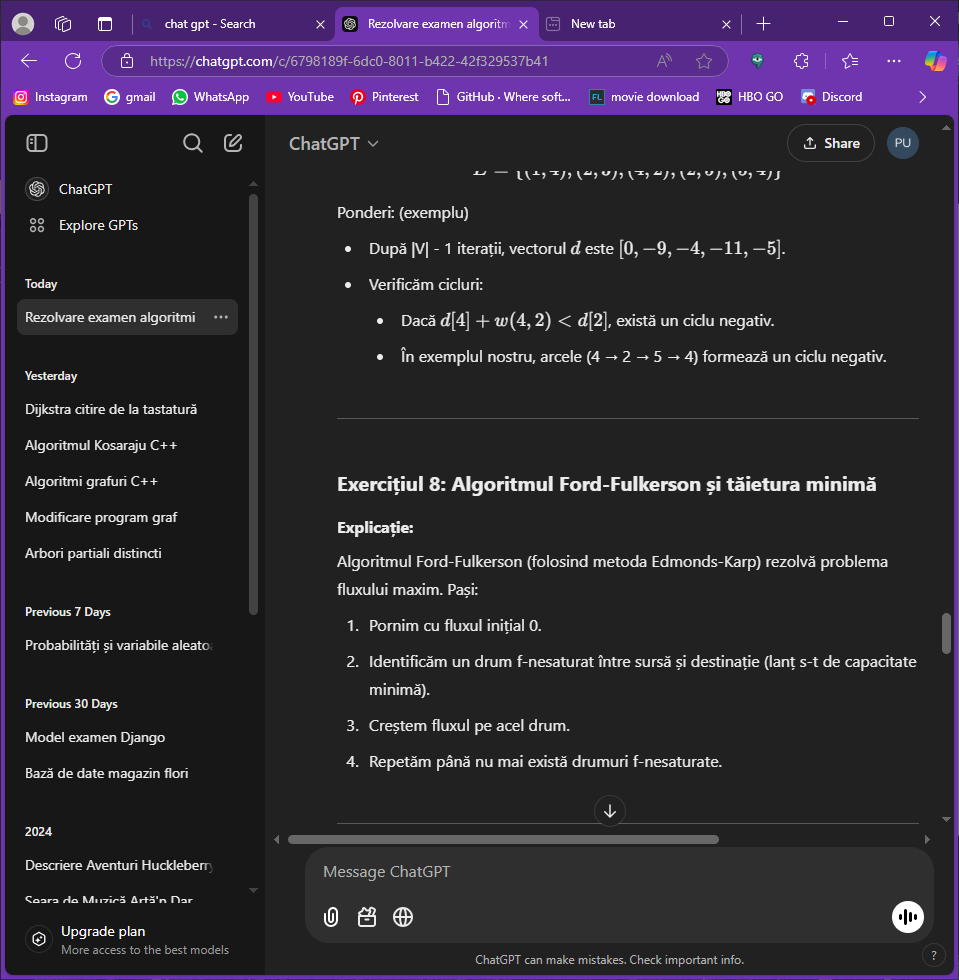 chat gpt - Search
Rezolvare examen algoritm
New tab
https://chatgpt.com/c/6798189f-6dc0-8011-b422-42f329537b41
Instagram
gmail
WhatsApp
YouTube
Pinterest
GitHub · Where soft...
FL movie download
HBO GO HBO GO
Discord
ChatGPT
Share
PU
ChatGPT
Explore GPTs
Today
Rezolvare examen algoritmi
Yesterday
Dijkstra citire de la tastatură
Algoritmul Kosaraju C++
Algoritmi grafuri C++
Modificare program graf
Arbori partiali distincti
Previous 7 Days
Probabilități și variabile aleatoa
Previous 30 Days
Model examen Django
Bază de date magazin flori
2024
Descriere Aventuri Huckleberry
Seara de Muzică Artă'n Dar
Upgrade plan
More access to the best models
Ponderi: (exemplu)
• După |V| - 1 iterații, vectorul d este [0, −9, −4, −11, −5].
• Verificăm cicluri:
• Dacă d[4] + w(4, 2) < d[2], există un ciclu negativ.
• În exemplul nostru, arcele (4 → 2 → 5 → 4) formează un ciclu negativ.
Exercițiul 8: Algoritmul Ford-Fulkerson și tăietura minimă
Explicație:
Algoritmul Ford-Fulkerson (folosind metoda Edmonds-Karp) rezolvă problema
fluxului maxim. Pași:
1. Pornim cu fluxul inițial 0.
2. Identificăm un drum f-nesaturat între sursă și destinație (lanț s-t de capacitate
minimă).
3. Creștem fluxul pe acel drum.
4. Repetăm până nu mai există drumuri f-nesaturate.
Message ChatGPT
ChatGPT can make mistakes. Check important info.
?